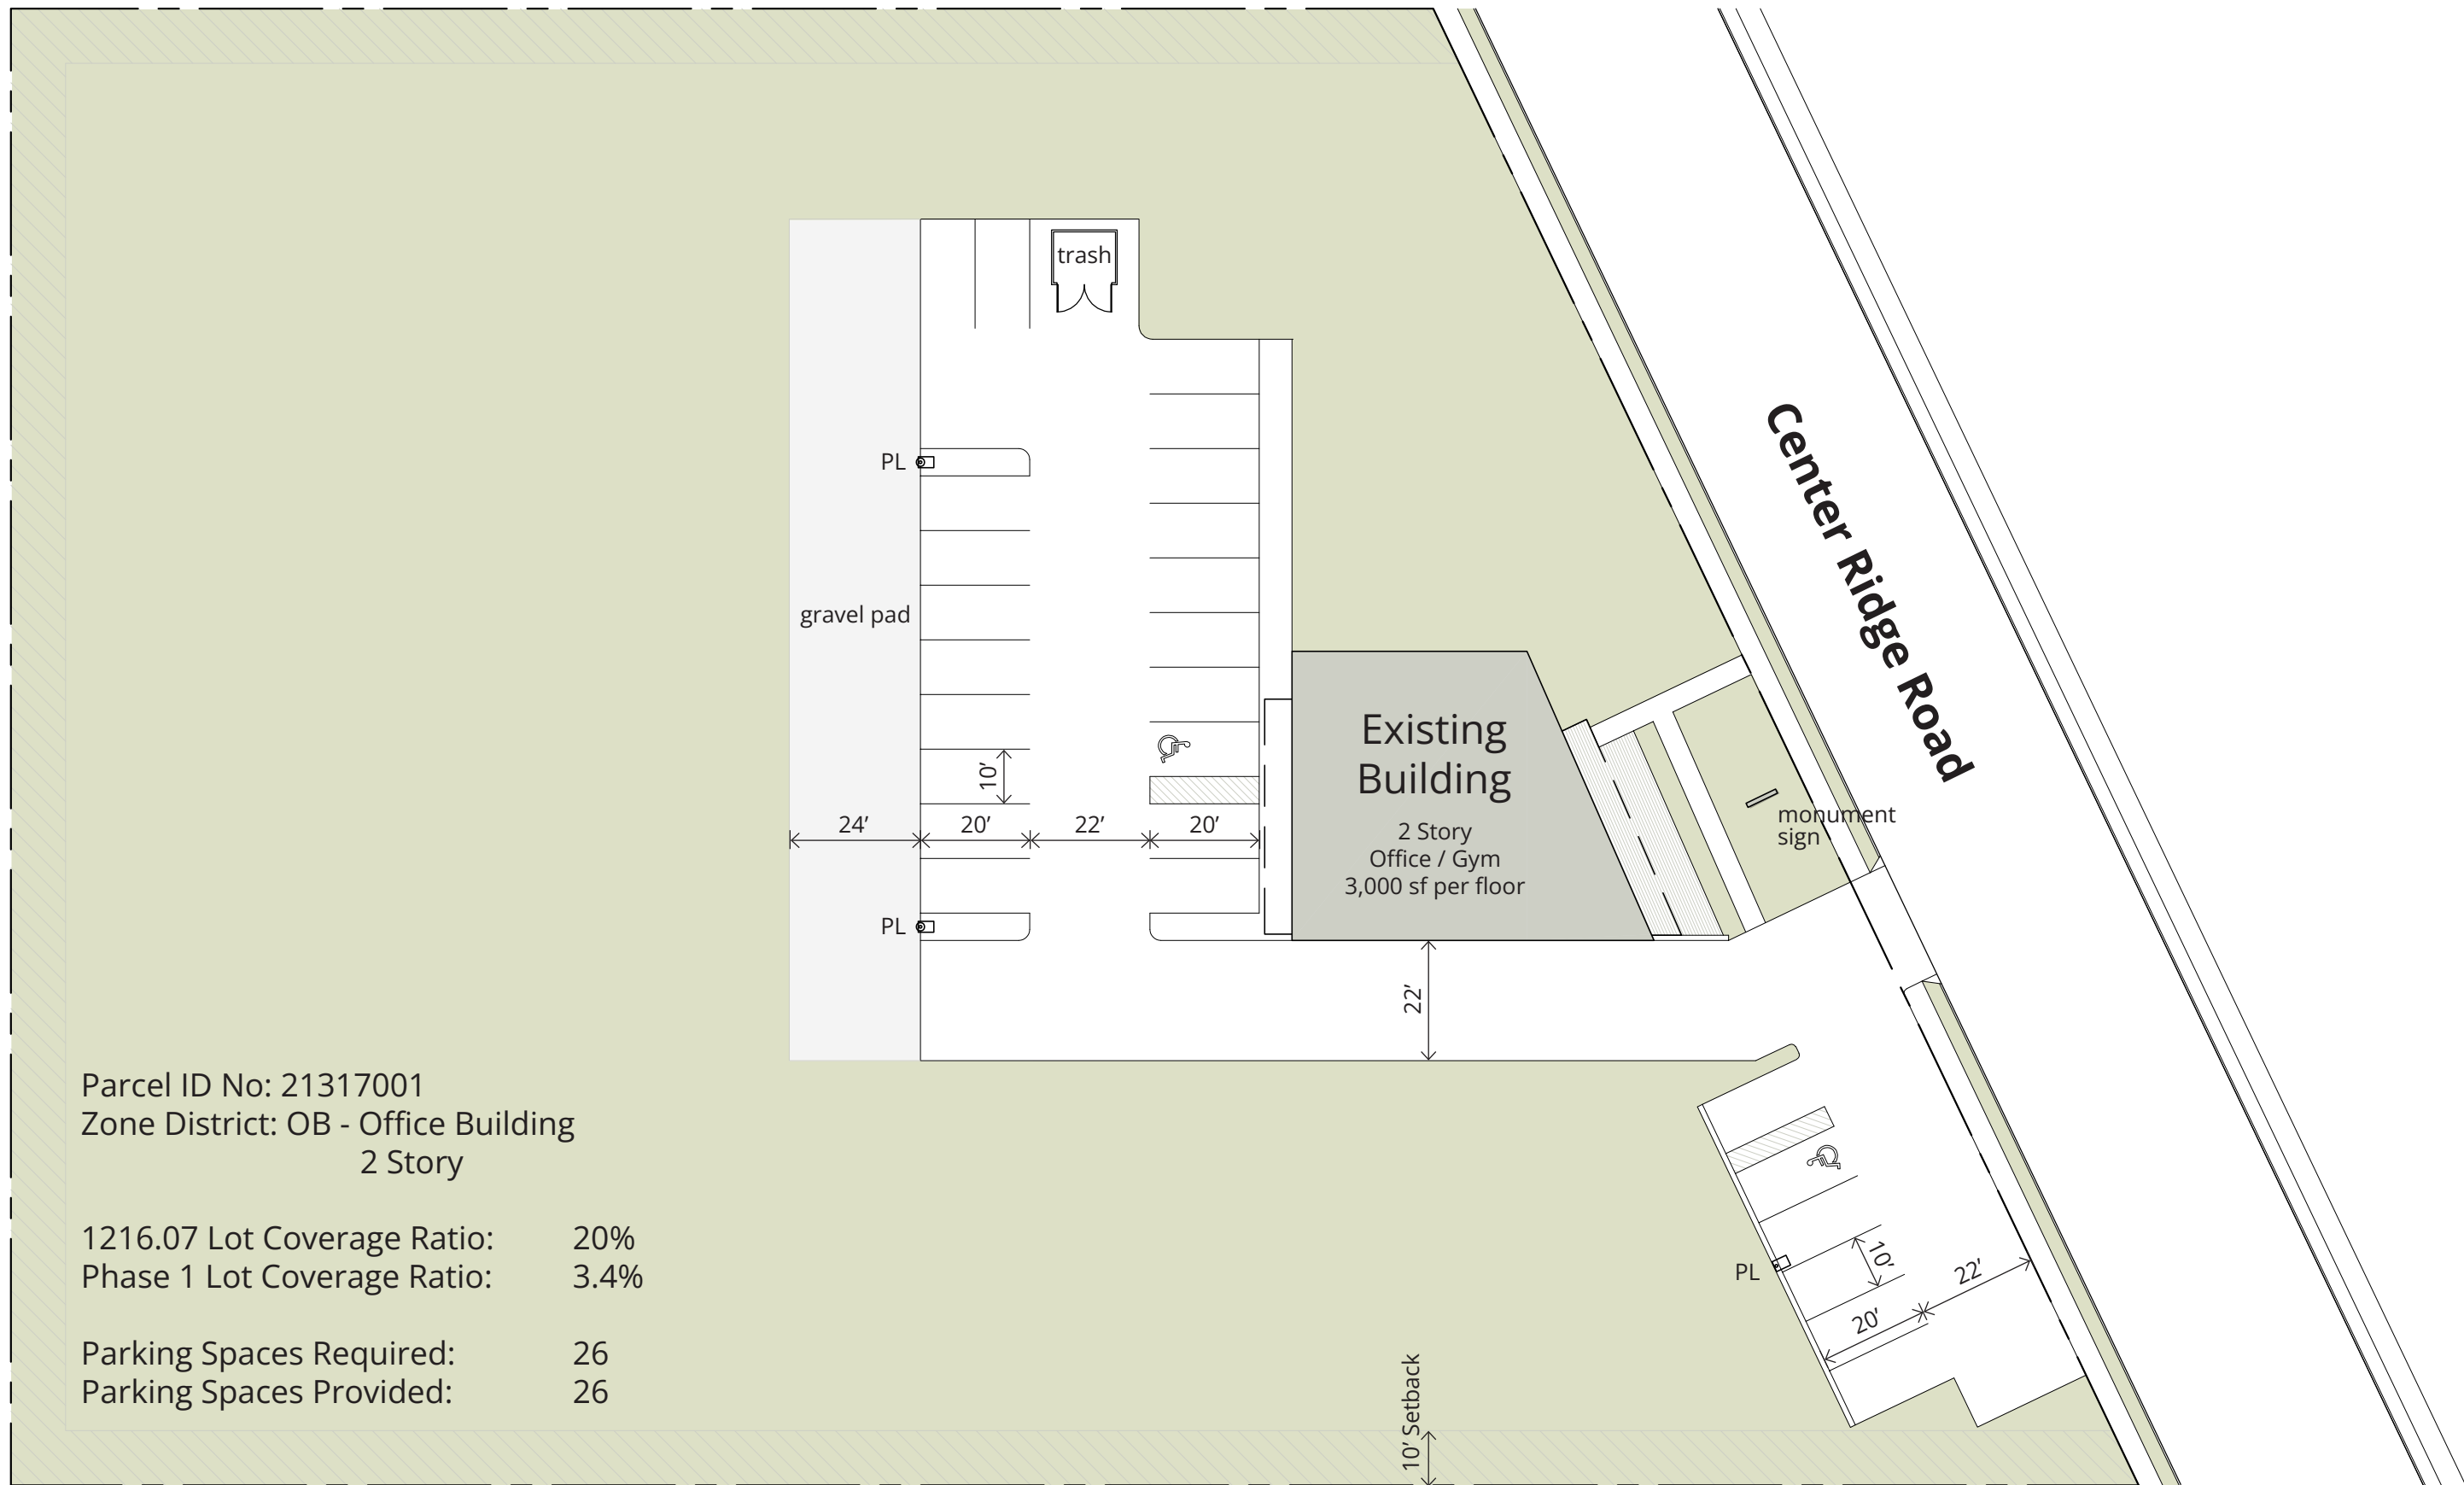 trash
Center Ridge Road
PL
gravel pad
10’
24’
20’
22’
20’
Existing
Building
2 Story
Office / Gym
3,000 sf per floor
monument
sign
PL
22’
Parcel ID No: 21317001
Zone District: OB - Office Building
2 Story
1216.07 Lot Coverage Ratio: 20%
Phase 1 Lot Coverage Ratio: 3.4%
Parking Spaces Required: 26
Parking Spaces Provided: 26
PL
10’
22’
20’
10’ Setback